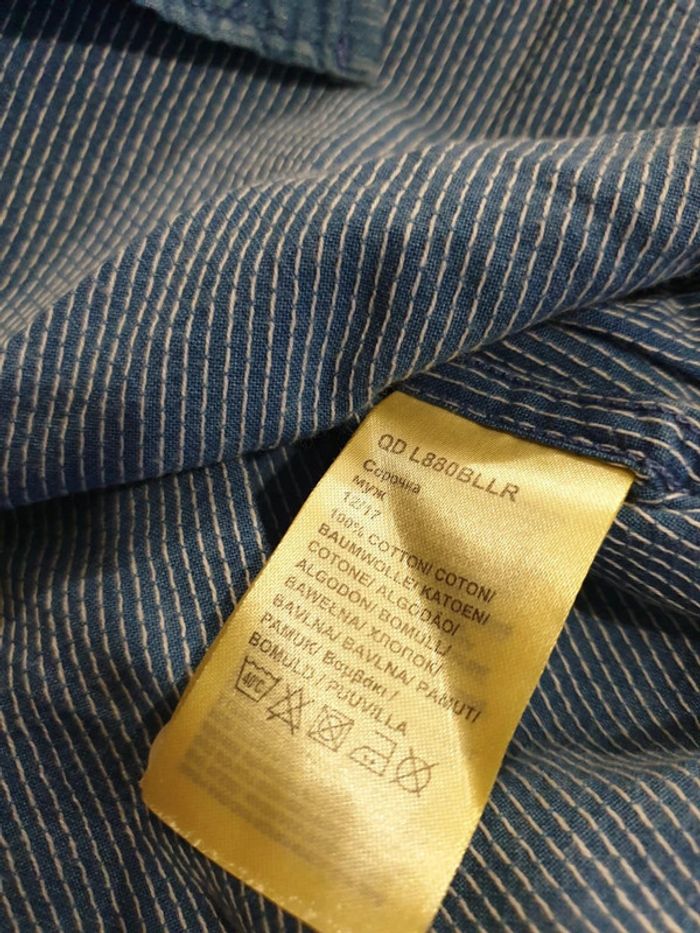 QD L880BLLR
Сорочка
муж
12/17
100% COTTON/ COTON/
BAUMWOLLE/ KATOEN/
COTONE/ ALGODÃO/
ALGODÓN/ BOMULL/
BAWEŁNA/ ХЛОПОК/
BAVLNA/ BAVLNA/ PAMUT/
PAMUK/ Βαμβάκι /
BOMULD / PUUVILLA
40°C